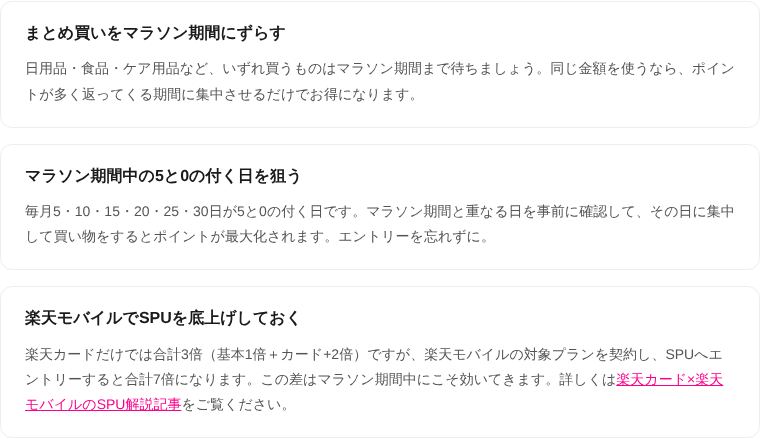 まとめ買いをマラソン期間にずらす
日用品・食品・ケア用品など、いずれ買うものはマラソン期間まで待ちましょう。同じ金額を使うなら、ポイン
トが多く返ってくる期間に集中させるだけでお得になります。
マラソン期間中の5と0の付く日を狙う
毎月5・10・15・20・25・30日が5と0の付く日です。マラソン期間と重なる日を事前に確認して、その日に集中
して買い物をするとポイントが最大化されます。エントリーを忘れずに。
楽天モバイルでSPUを底上げしておく
楽天カードだけでは合計3倍（基本1倍＋カード+2倍）ですが、楽天モバイルの対象プランを契約し、SPUへエ
ントリーすると合計7倍になります。この差はマラソン期間中にこそ効いてきます。詳しくは楽天カード×楽天
モバイルのSPU解説記事をご覧ください。